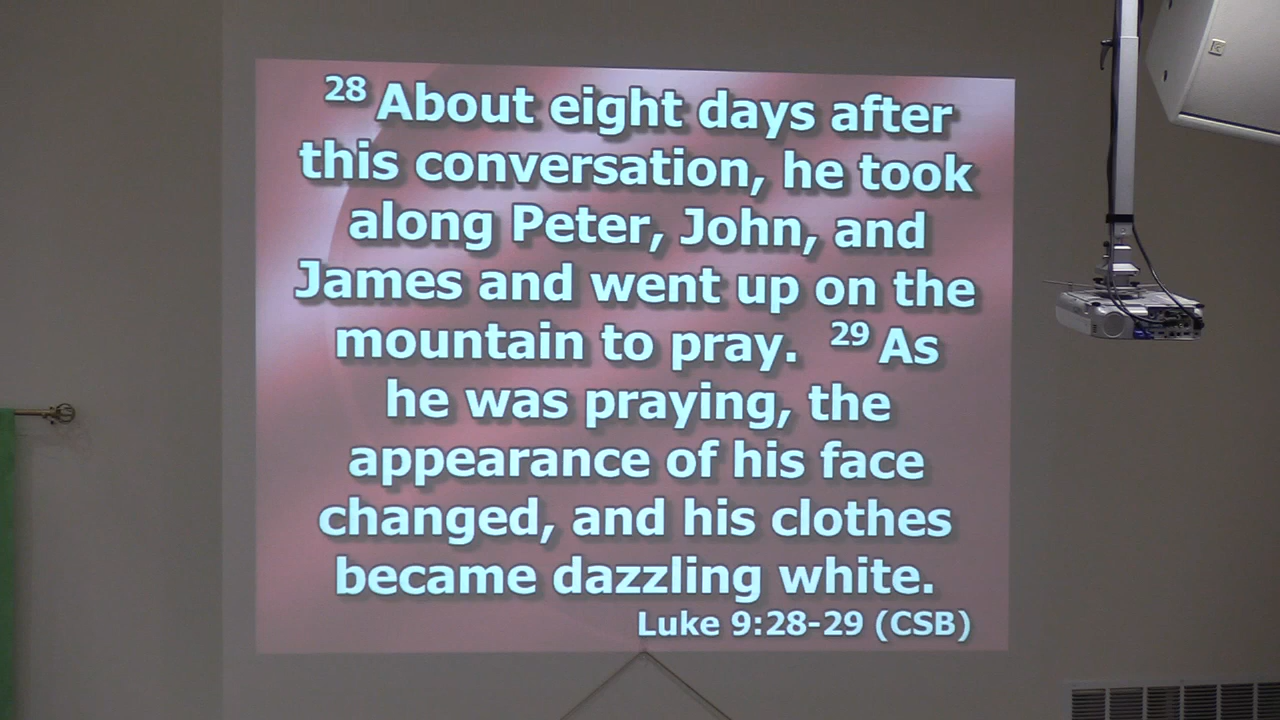 28 About eight days after
this conversation, he took
along Peter, John, and
James and went up on the
mountain to pray. 29 As
he was praying, the
appearance of his face
changed, and his clothes
became dazzling white.
Luke 9:28-29 (CSB)